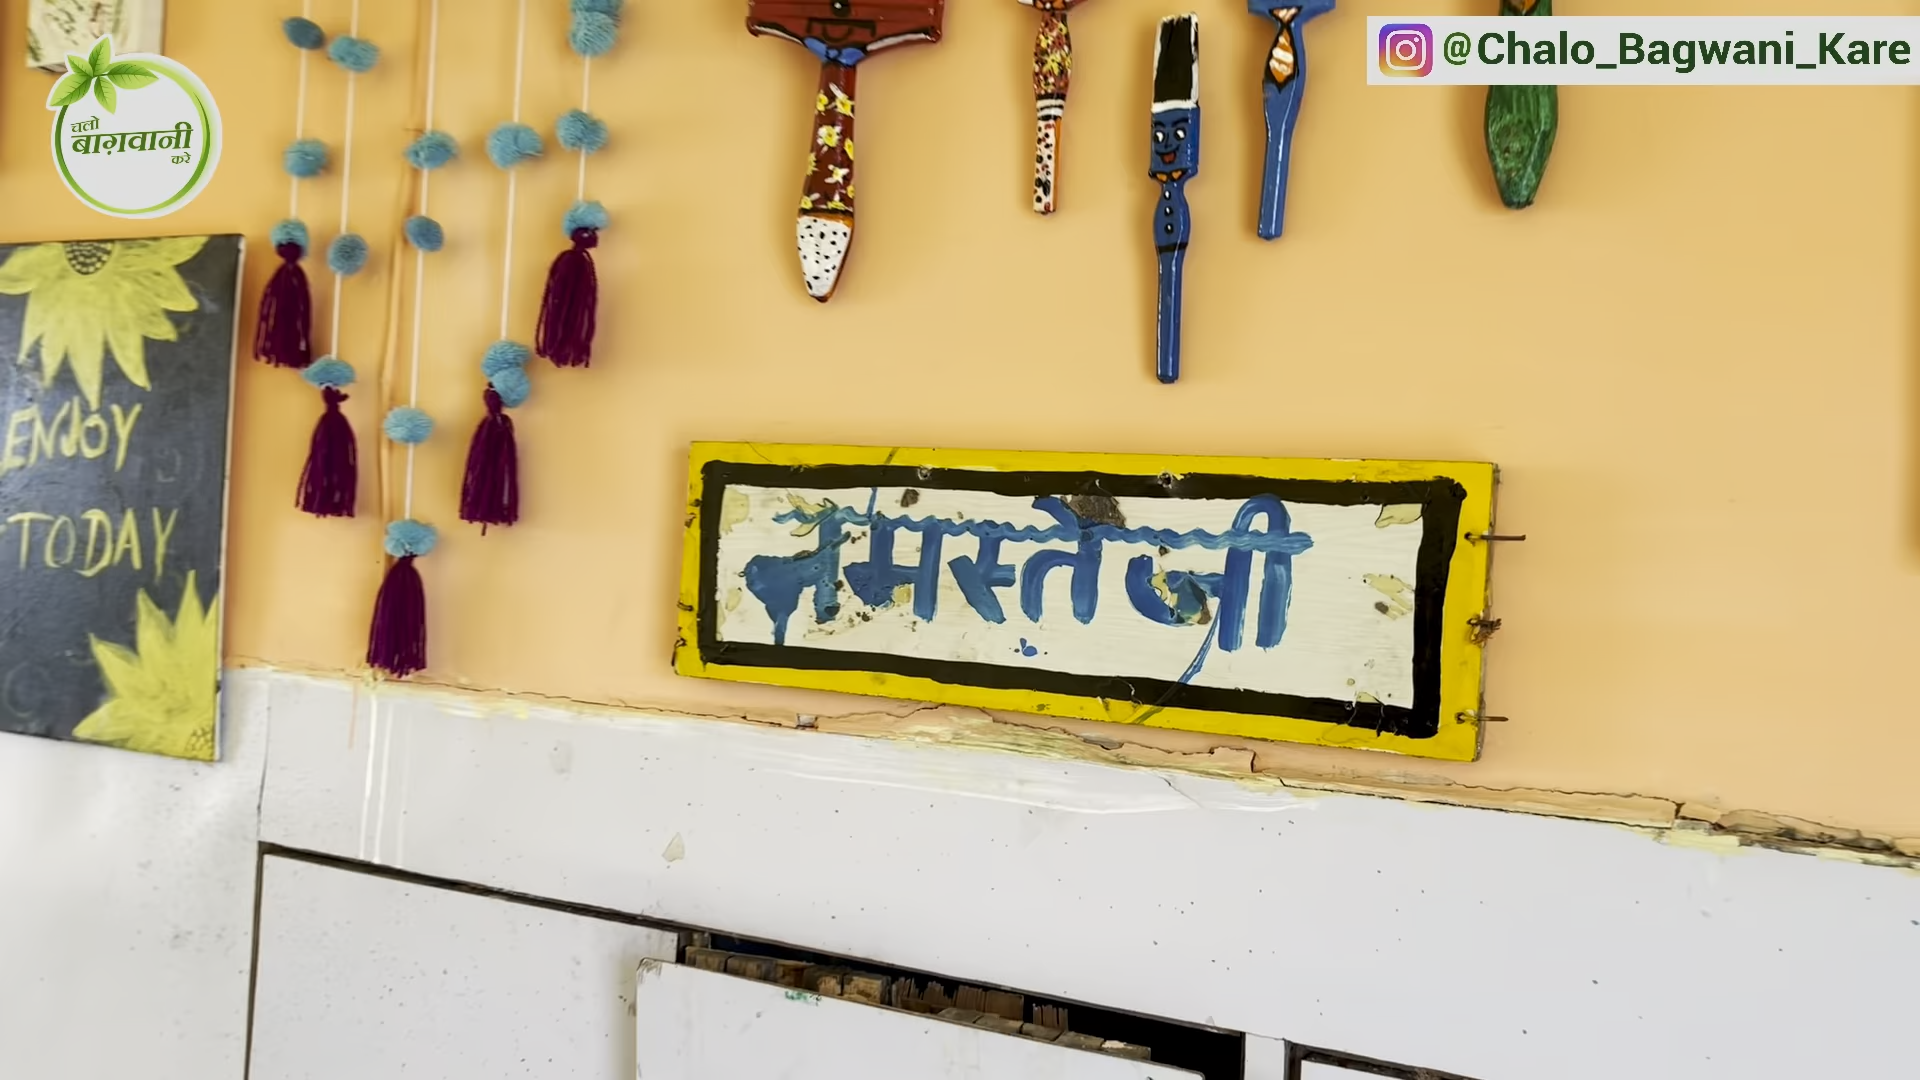 चलो
बाग़वानी
करे
@Chalo_Bagwani_Kare
ENJOY
TODAY
नमस्ते जी